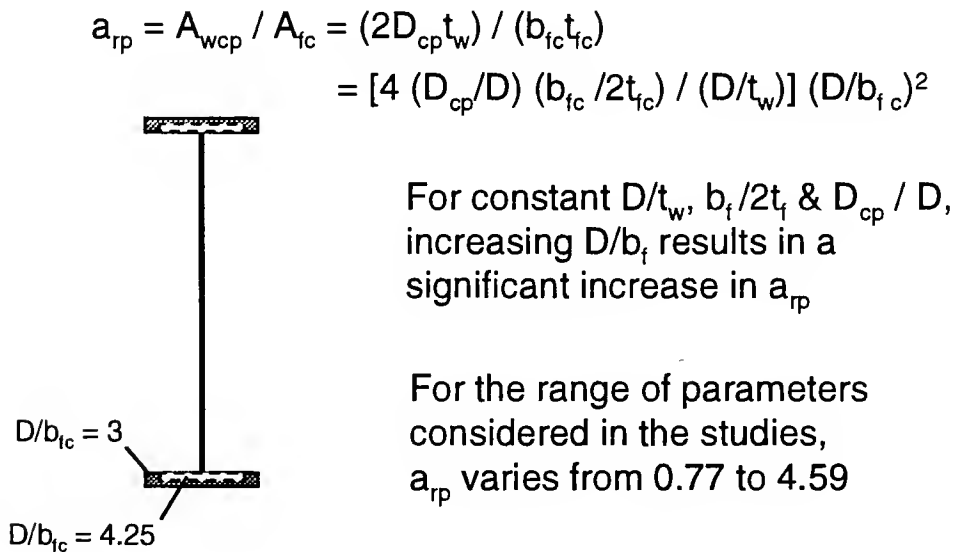 a_rp = A_wcp / A_fc = (2D_cp t_w) / (b_fc t_fc)
= [4 (D_cp/D) (b_fc /2t_fc) / (D/t_w)] (D/b_fc)²
For constant D/t_w, b_f /2t_f & D_cp / D,
increasing D/b_f results in a
significant increase in a_rp
For the range of parameters
considered in the studies,
a_rp varies from 0.77 to 4.59
D/b_fc = 3
D/b_fc = 4.25